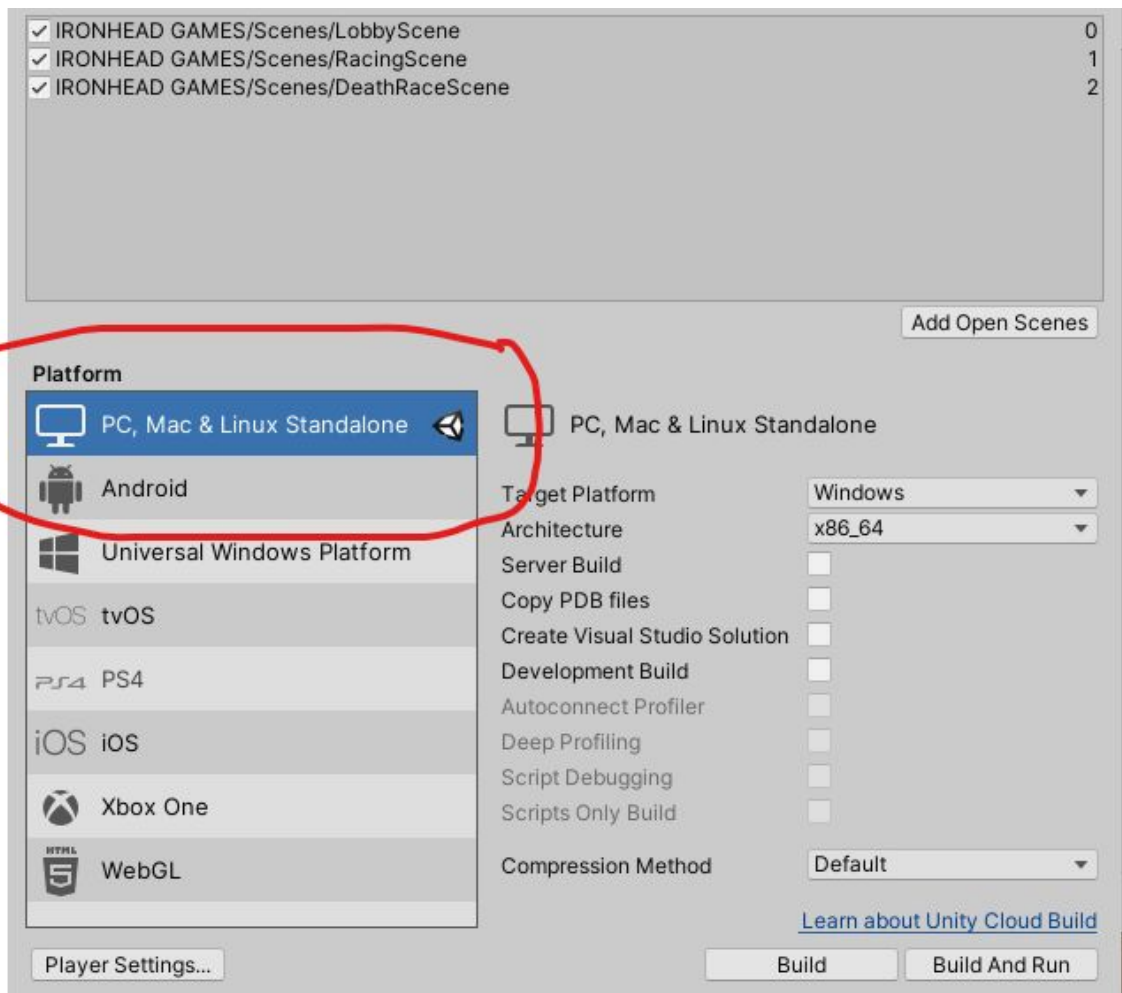 IRONHEAD GAMES/Scenes/LobbyScene 0
IRONHEAD GAMES/Scenes/RacingScene 1
IRONHEAD GAMES/Scenes/DeathRaceScene 2
Add Open Scenes
Platform
PC, Mac & Linux Standalone
Android
Universal Windows Platform
tvOS tvOS
PS4 PS4
iOS iOS
Xbox One
HTML 5 WebGL
PC, Mac & Linux Standalone
Target Platform Windows
Architecture x86_64
Server Build
Copy PDB files
Create Visual Studio Solution
Development Build
Autoconnect Profiler
Deep Profiling
Script Debugging
Scripts Only Build
Compression Method Default
Learn about Unity Cloud Build
Player Settings... Build Build And Run